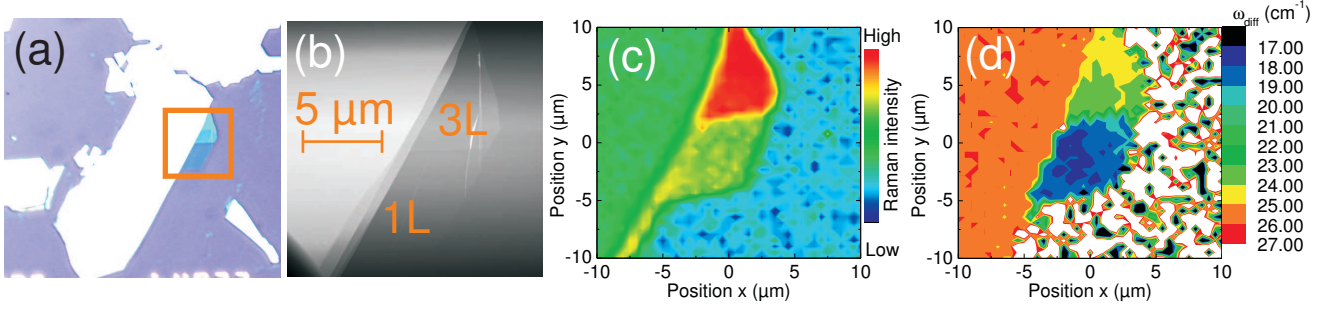 (a)
(b)
5 μm
3L
1L
(c)
Position y (μm)
10
5
0
-5
-10
-10
-5
0
5
10
Position x (μm)
High
Raman intensity
Low
(d)
Position y (μm)
10
5
0
-5
-10
-10
-5
0
5
10
Position x (μm)
ω_diff (cm⁻¹)
17.00
18.00
19.00
20.00
21.00
22.00
23.00
24.00
25.00
26.00
27.00